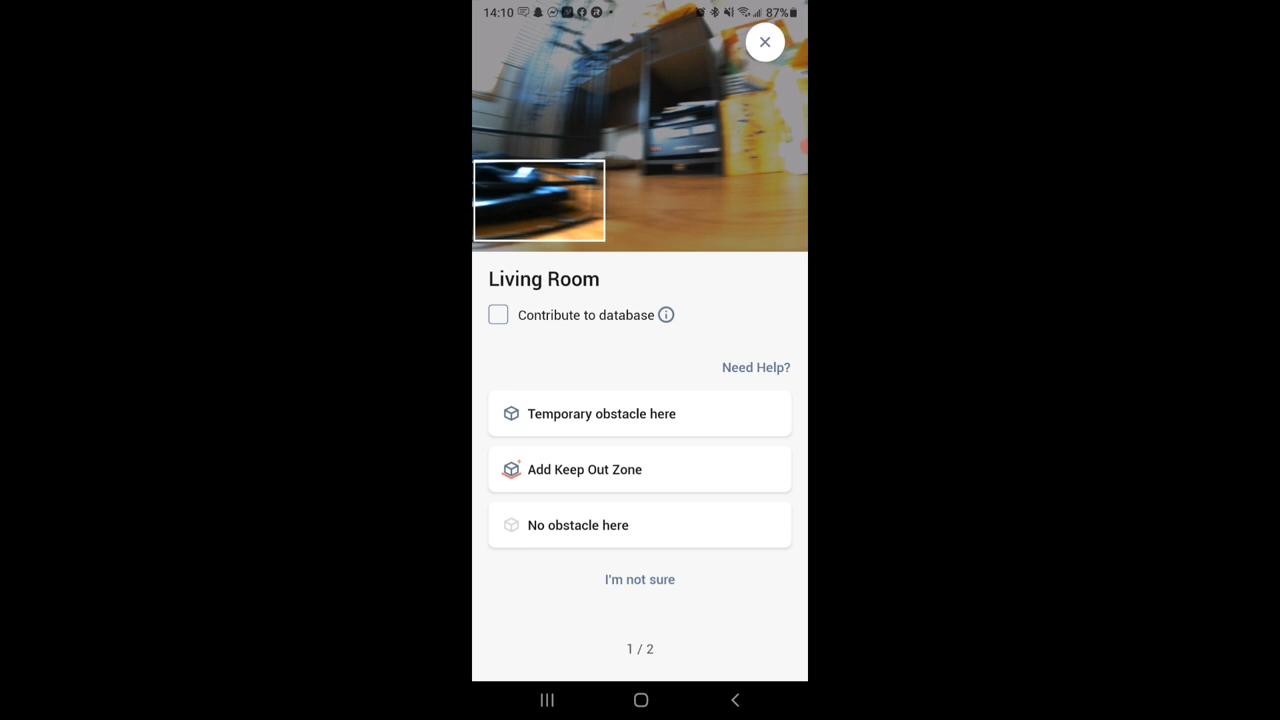 14:10
87%
Living Room
Contribute to database
Need Help?
Temporary obstacle here
Add Keep Out Zone
No obstacle here
I'm not sure
1 / 2